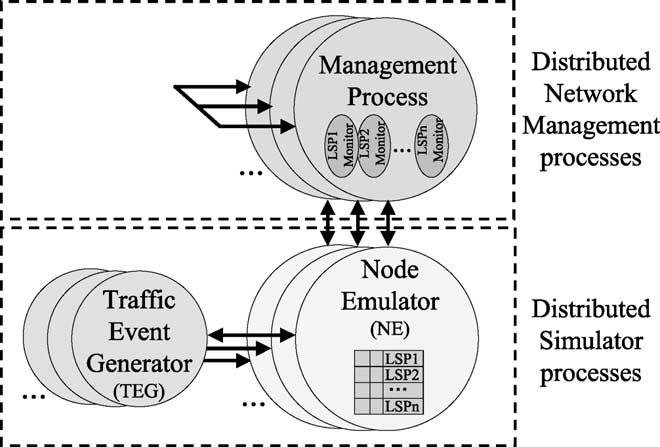 Management
Process
LSP1
Monitor
LSP2
Monitor
...
LSPn
Monitor
...
Distributed
Network
Management
processes
Traffic
Event
Generator
(TEG)
...
Node
Emulator
(NE)
LSP1
LSP2
...
LSPn
...
Distributed
Simulator
processes